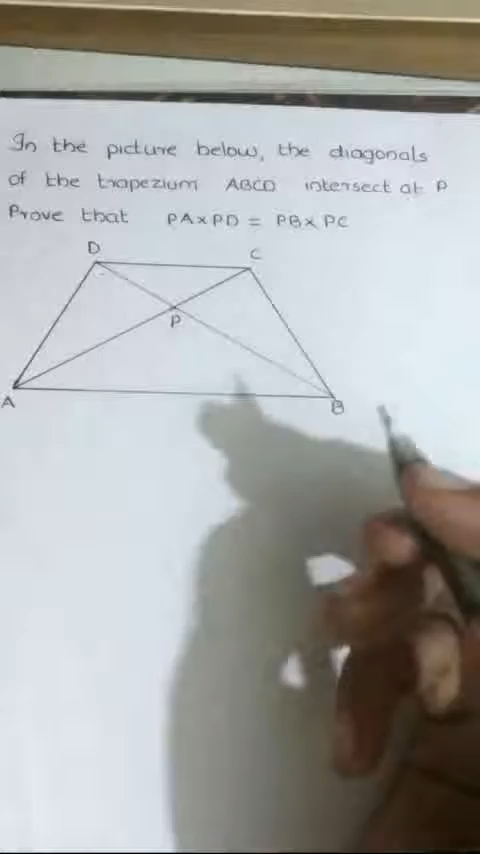 In the picture below, the diagonals
of the trapezium ABCD intersect at P
Prove that PA×PD = PB×PC
D C
P
A B